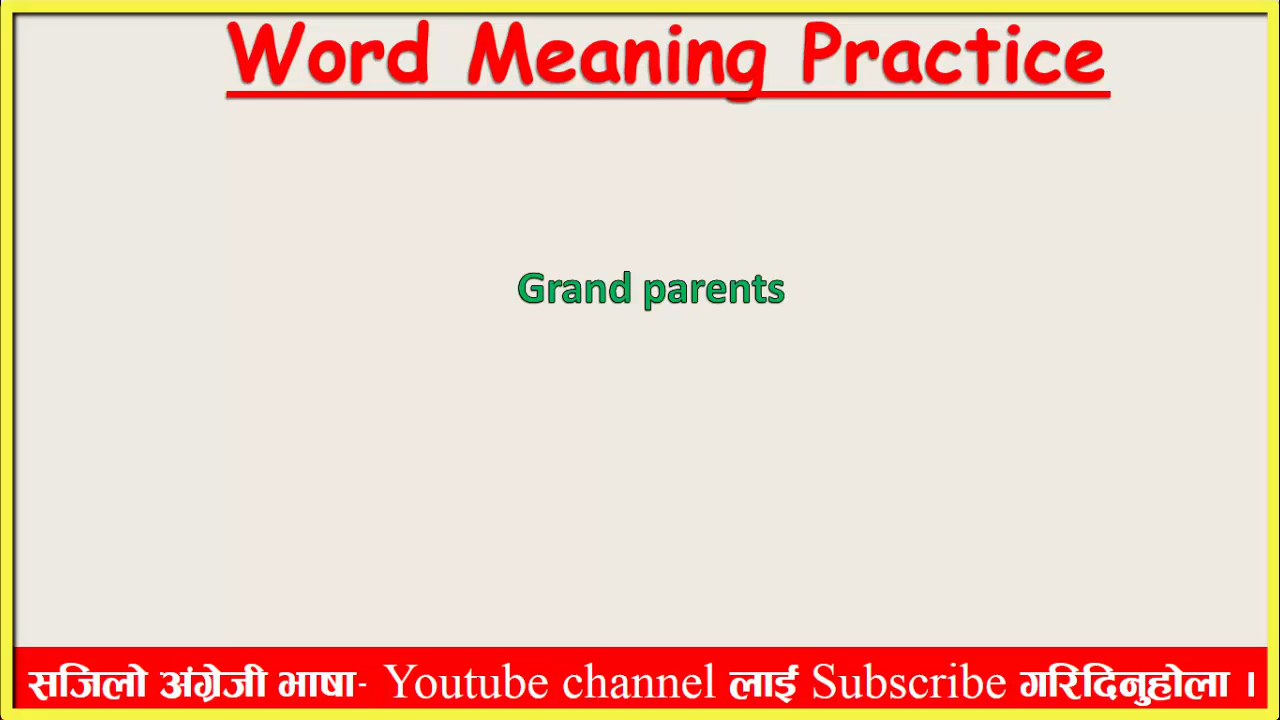 Word Meaning Practice
Grand parents
सजिलो अंग्रेजी भाषा- Youtube channel लाई Subscribe गरिदिनुहोला ।